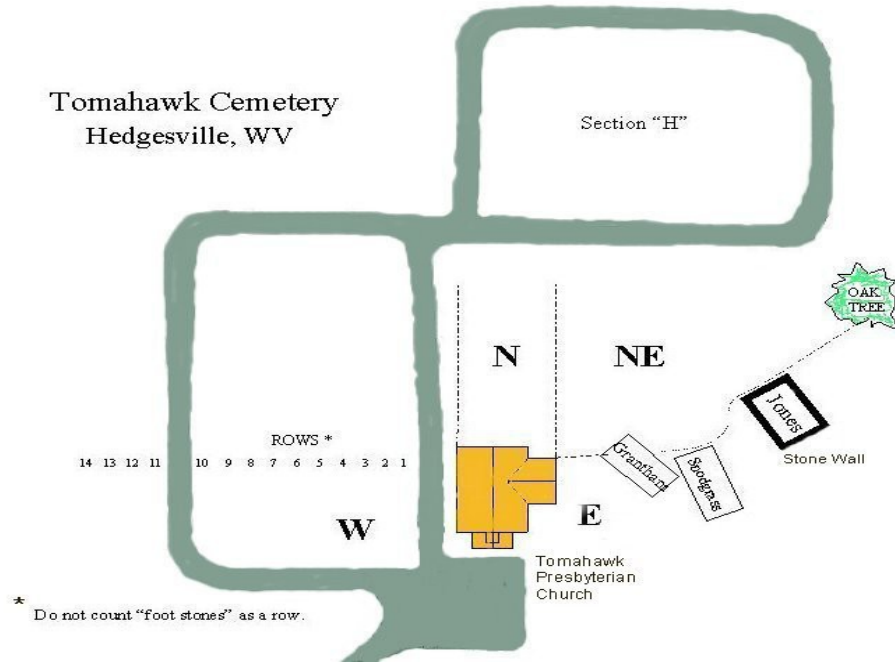 Tomahawk Cemetery
Hedgesville, WV
Section “H”
OAK
TREE
N
NE
Jones
ROWS *
Grantham
Snodgrass
Stone Wall
14 13 12 11 10 9 8 7 6 5 4 3 2 1
W
E
Tomahawk
Presbyterian
Church
* Do not count “foot stones” as a row.